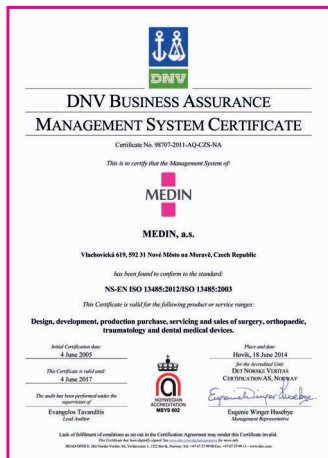 DNV
DNV BUSINESS ASSURANCE
MANAGEMENT SYSTEM CERTIFICATE
Certificate No. 98707-2011-AQ-CZS-NA
This is to certify that the Management System of:
MEDIN
MEDIN, a.s.
Vlachovická 619, 592 31 Nové Město na Moravě, Czech Republic
has been found to conform to the standard:
NS-EN ISO 13485:2012/ISO 13485:2003
This Certificate is valid for the following product or service ranges:
Design, development, production purchase, servicing and sales of surgery, orthopaedic,
traumatology and dental medical devices.
Initial Certification date:
4 June 2005
This Certificate is valid until:
4 June 2017
The audit has been performed under the
supervision of
Evangelos Tavandžis
Lead Auditor
NORWEGIAN
ACCREDITATION
MSYS 002
Place and date:
Høvik, 18 June 2014
for the Accredited Unit:
DET NORSKE VERITAS
CERTIFICATION AS, NORWAY
Eugenie Winger Husebye
Management Representative
Lack of fulfilment of conditions as set out in the Certification Agreement may render this Certificate invalid.